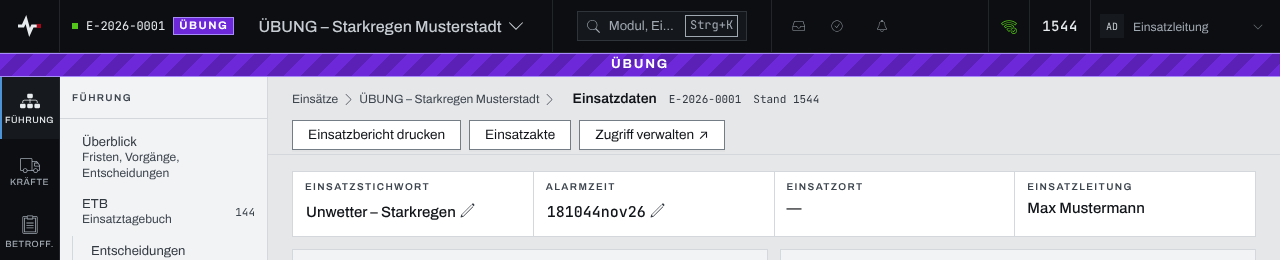 E-2026-0001 ÜBUNG ÜBUNG – Starkregen Musterstadt Modul, Ei… Strg+K 1544 AD Einsatzleitung
ÜBUNG
FÜHRUNG
KRÄFTE
BETROFF.
FÜHRUNG
Überblick
Fristen, Vorgänge,
Entscheidungen
ETB
Einsatztagebuch 144
Entscheidungen
Einsätze ÜBUNG – Starkregen Musterstadt Einsatzdaten E-2026-0001 Stand 1544
Einsatzbericht drucken Einsatzakte Zugriff verwalten ↗
EINSATZSTICHWORT ALARMZEIT EINSATZORT EINSATZLEITUNG
Unwetter – Starkregen 181044nov26 — Max Mustermann